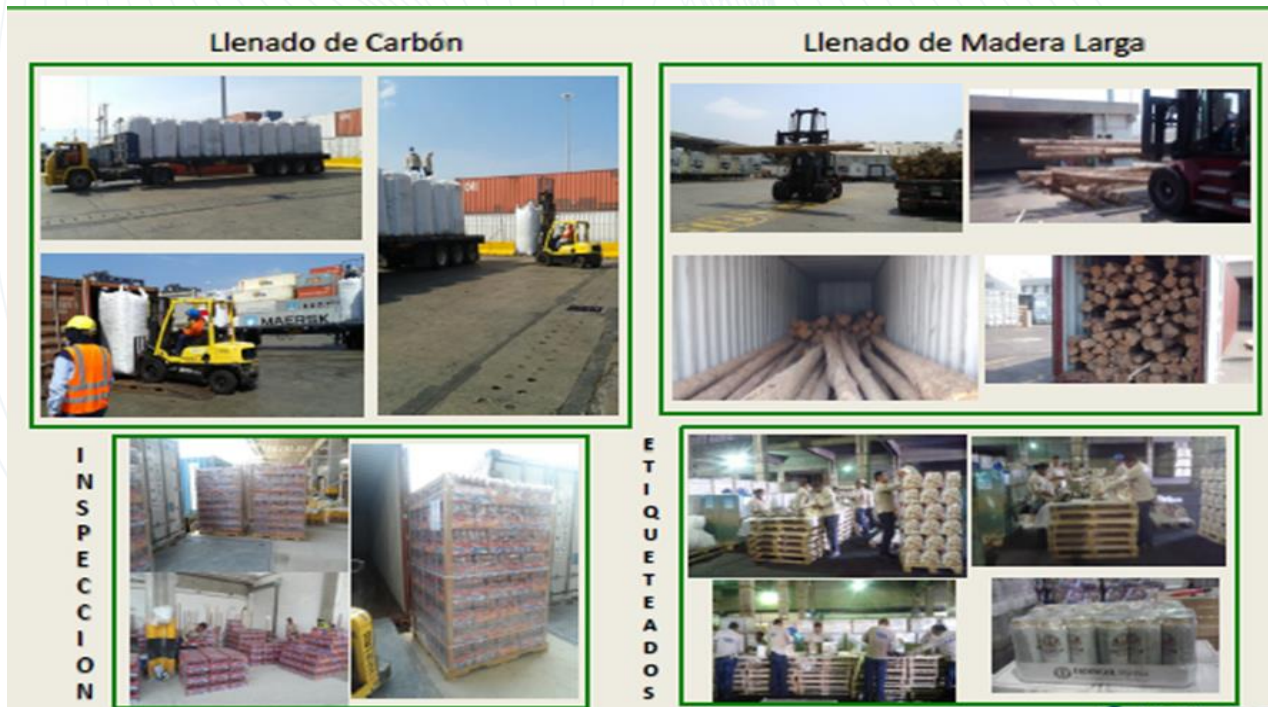 Llenado de Carbón
Llenado de Madera Larga
MAERSK
INSPECCION
ETIQUETEADOS